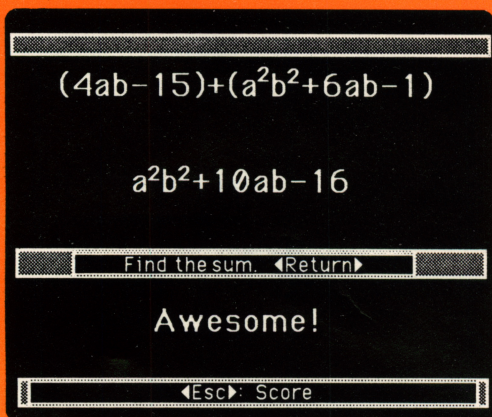 (4ab-15)+(a²b²+6ab-1)
a²b²+10ab-16
Find the sum. ◀Return▶
Awesome!
◀Esc▶: Score